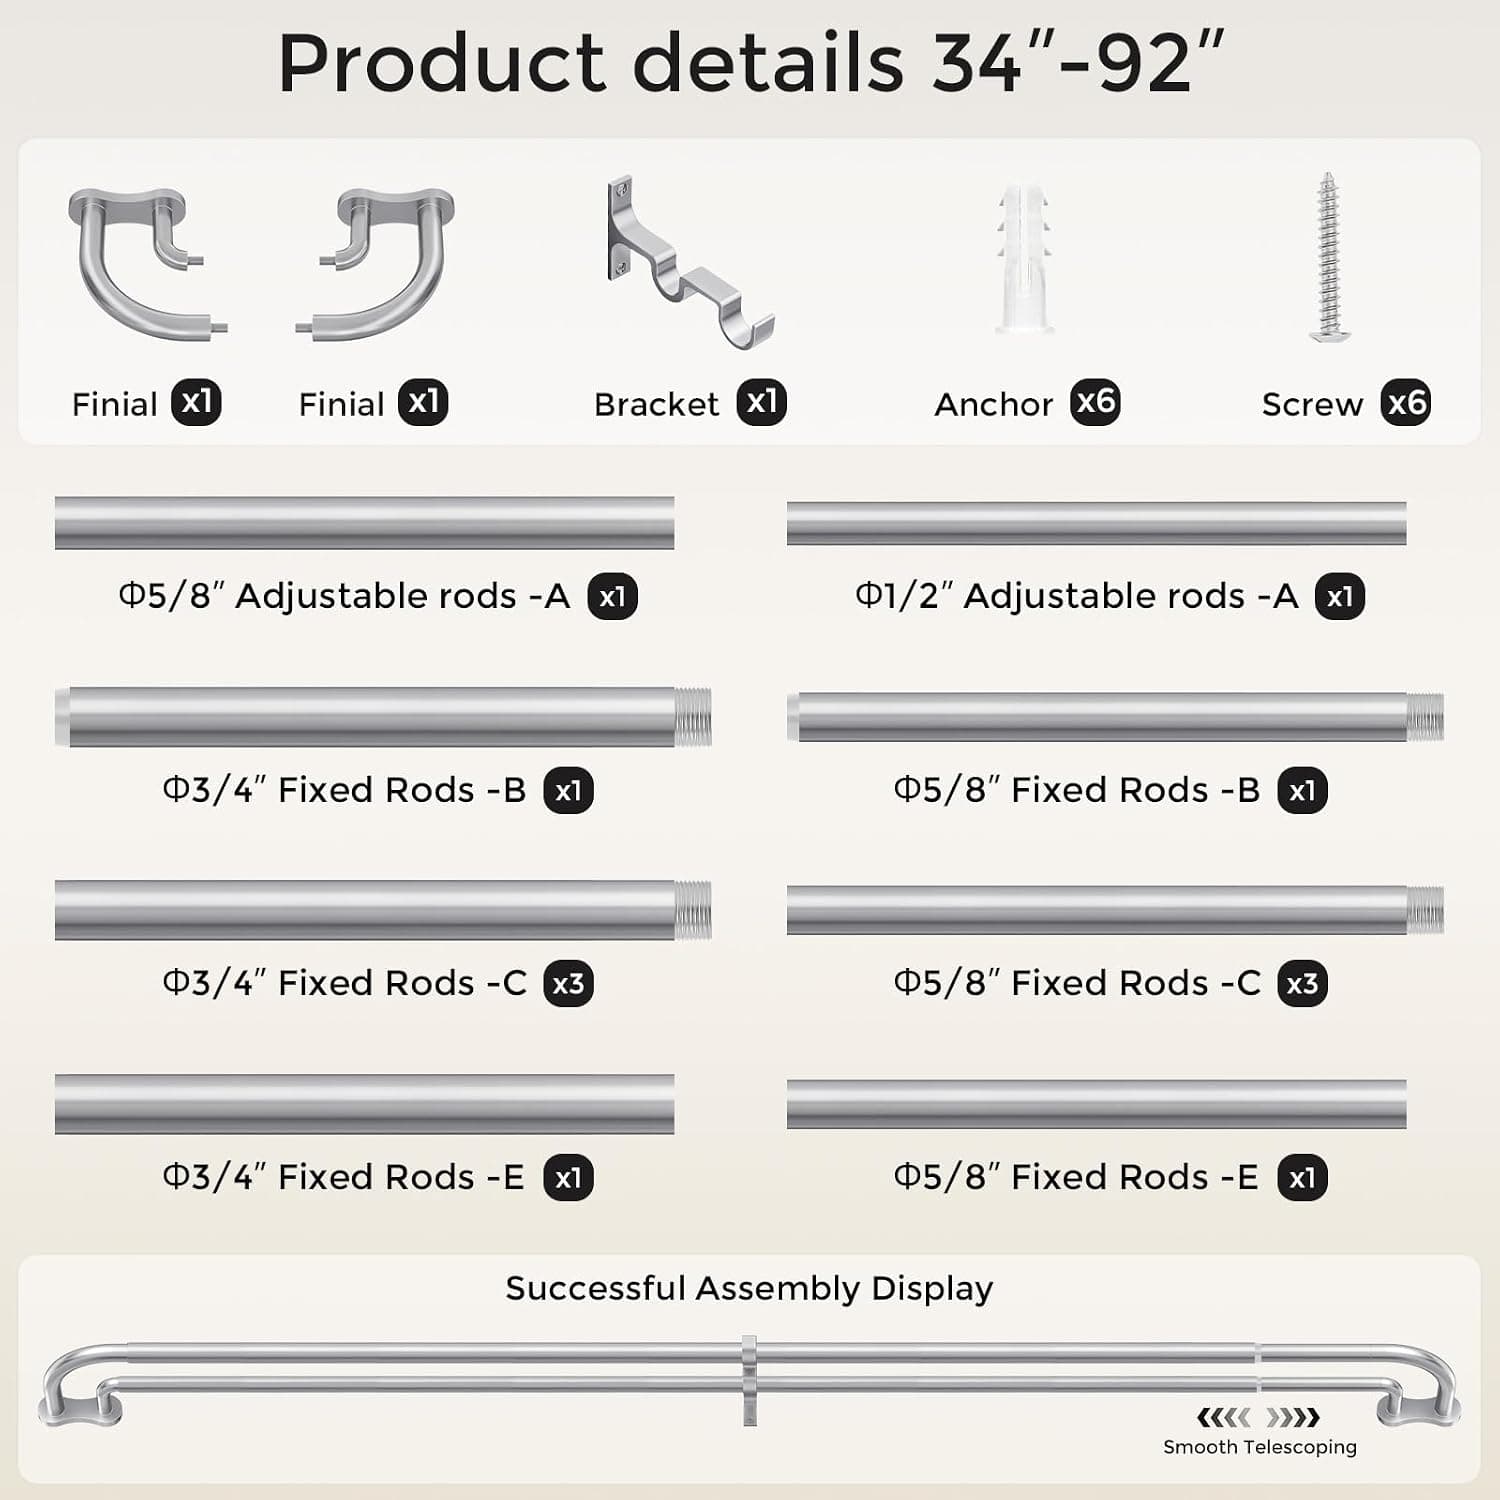 Product details 34″-92″
Finial x1
Finial x1
Bracket x1
Anchor x6
Screw x6
Φ5/8″ Adjustable rods -A x1
Φ1/2″ Adjustable rods -A x1
Φ3/4″ Fixed Rods -B x1
Φ5/8″ Fixed Rods -B x1
Φ3/4″ Fixed Rods -C x3
Φ5/8″ Fixed Rods -C x3
Φ3/4″ Fixed Rods -E x1
Φ5/8″ Fixed Rods -E x1
Successful Assembly Display
Smooth Telescoping